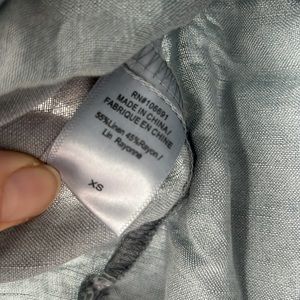 RN#106691
MADE IN CHINA/
FABRIQUE EN CHINE
55%Linen 45%Rayon/
Lin Rayonne
XS